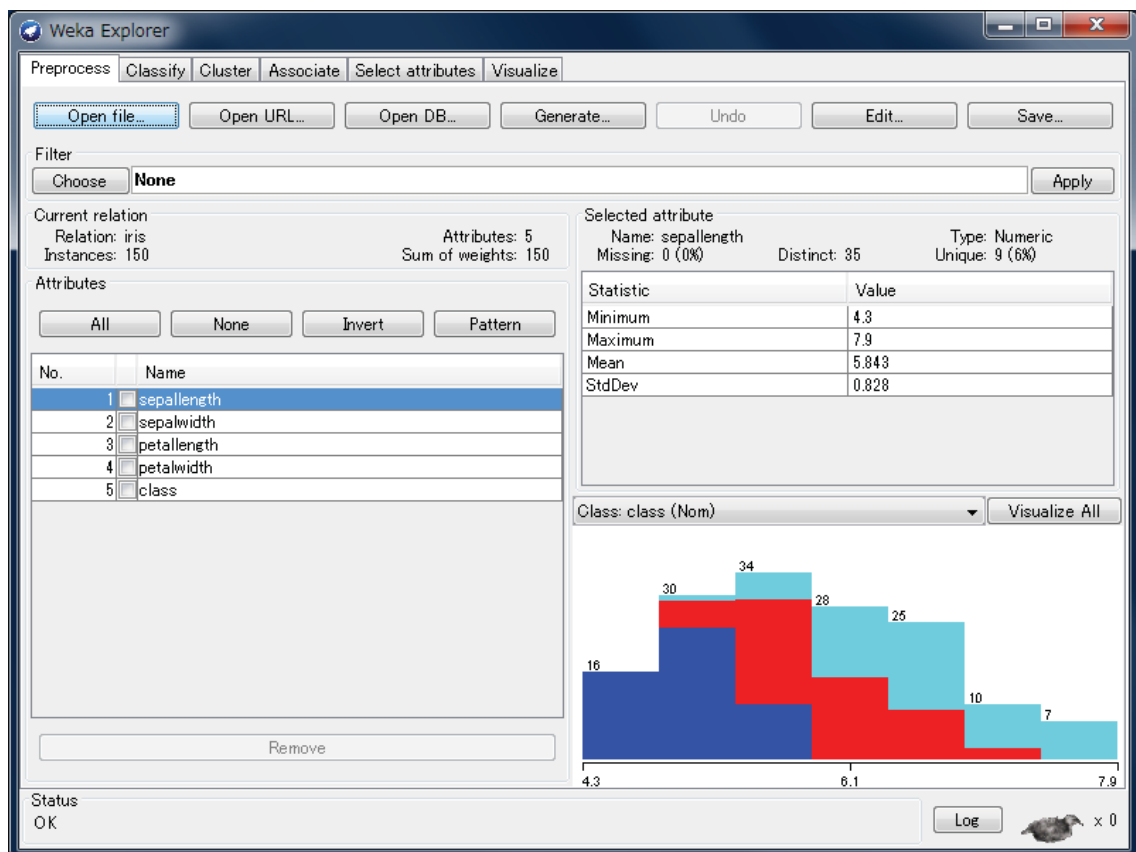 Weka Explorer
Preprocess Classify Cluster Associate Select attributes Visualize
Open file... Open URL... Open DB... Generate... Undo Edit... Save...
Filter
Choose None Apply
Current relation
Relation: iris Attributes: 5
Instances: 150 Sum of weights: 150
Attributes
All None Invert Pattern
No. Name
1 sepallength
2 sepalwidth
3 petallength
4 petalwidth
5 class
Remove
Selected attribute
Name: sepallength Type: Numeric
Missing: 0 (0%) Distinct: 35 Unique: 9 (6%)
Statistic Value
Minimum 4.3
Maximum 7.9
Mean 5.843
StdDev 0.828
Class: class (Nom) Visualize All
16 30 34 28 25 10 7
4.3 6.1 7.9
Status
OK Log x 0